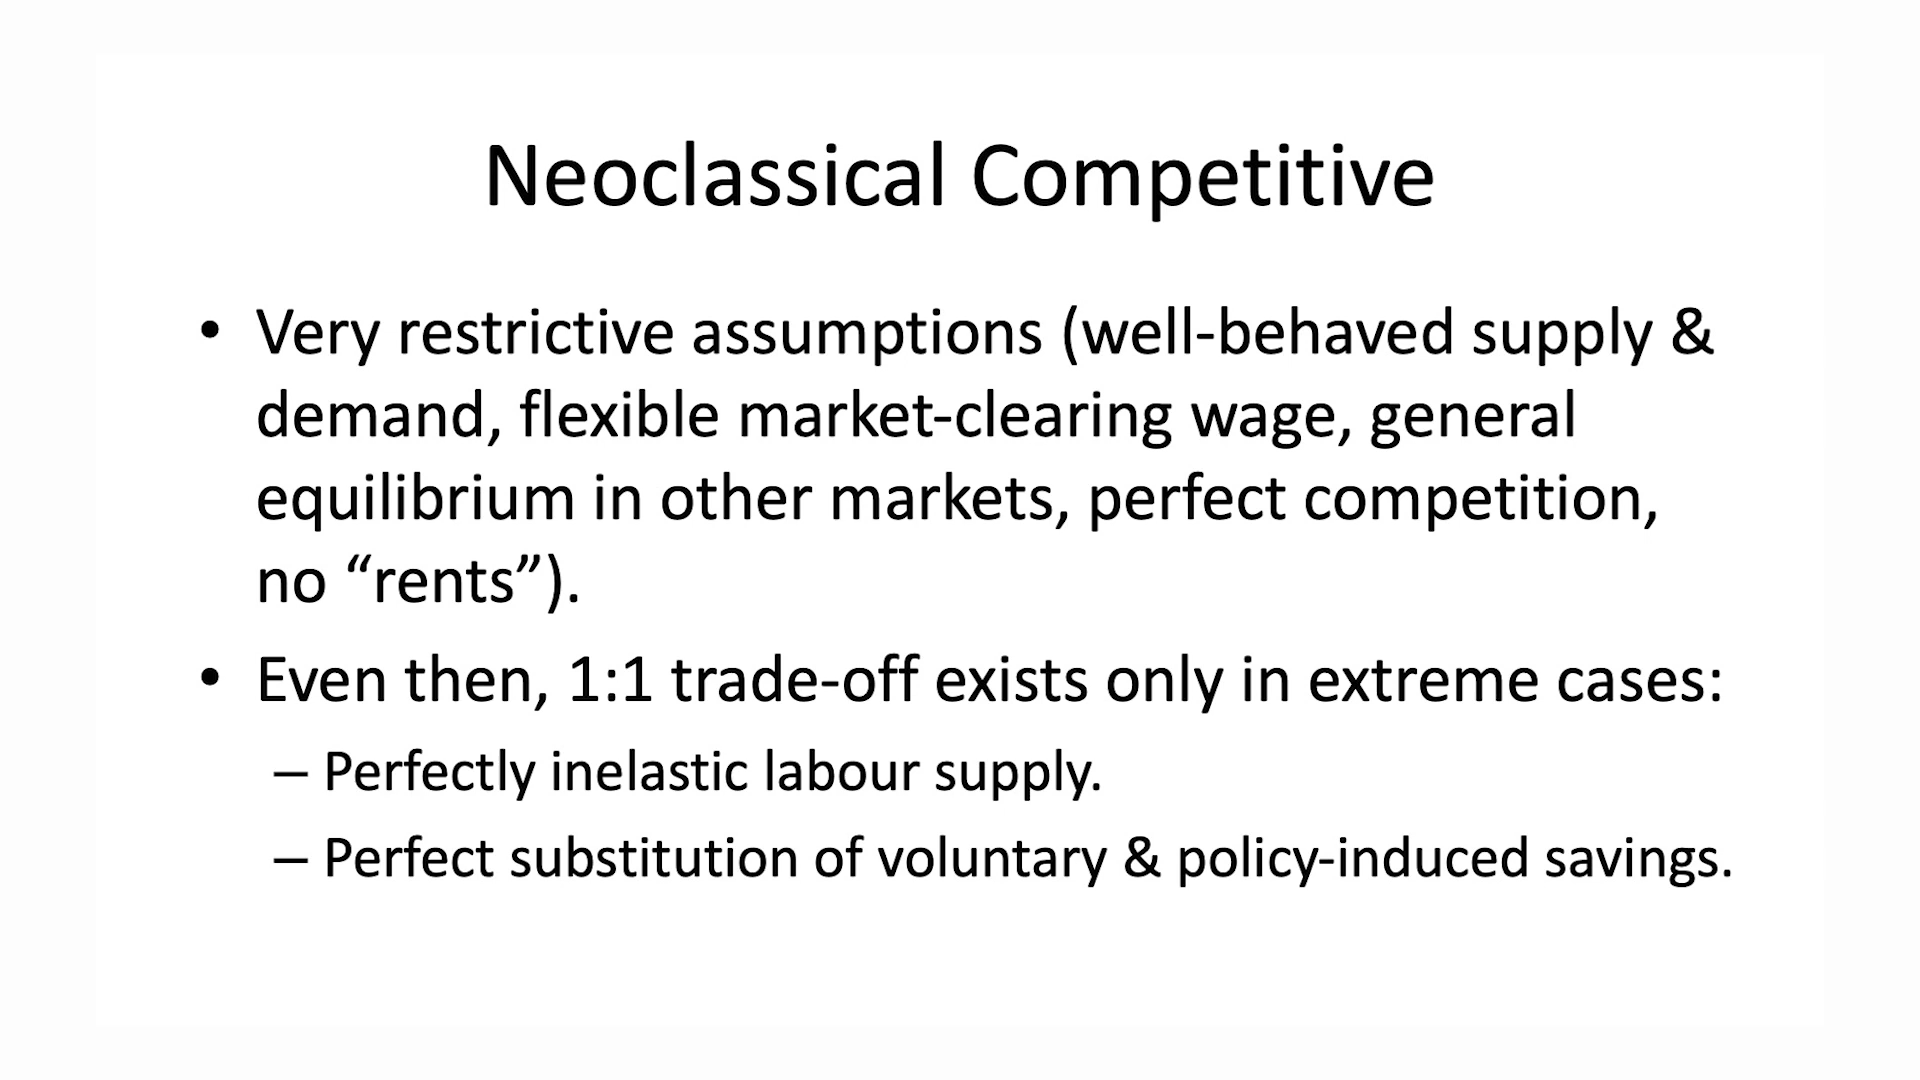 Neoclassical Competitive
• Very restrictive assumptions (well-behaved supply &
demand, flexible market-clearing wage, general
equilibrium in other markets, perfect competition,
no “rents”).
• Even then, 1:1 trade-off exists only in extreme cases:
– Perfectly inelastic labour supply.
– Perfect substitution of voluntary & policy-induced savings.